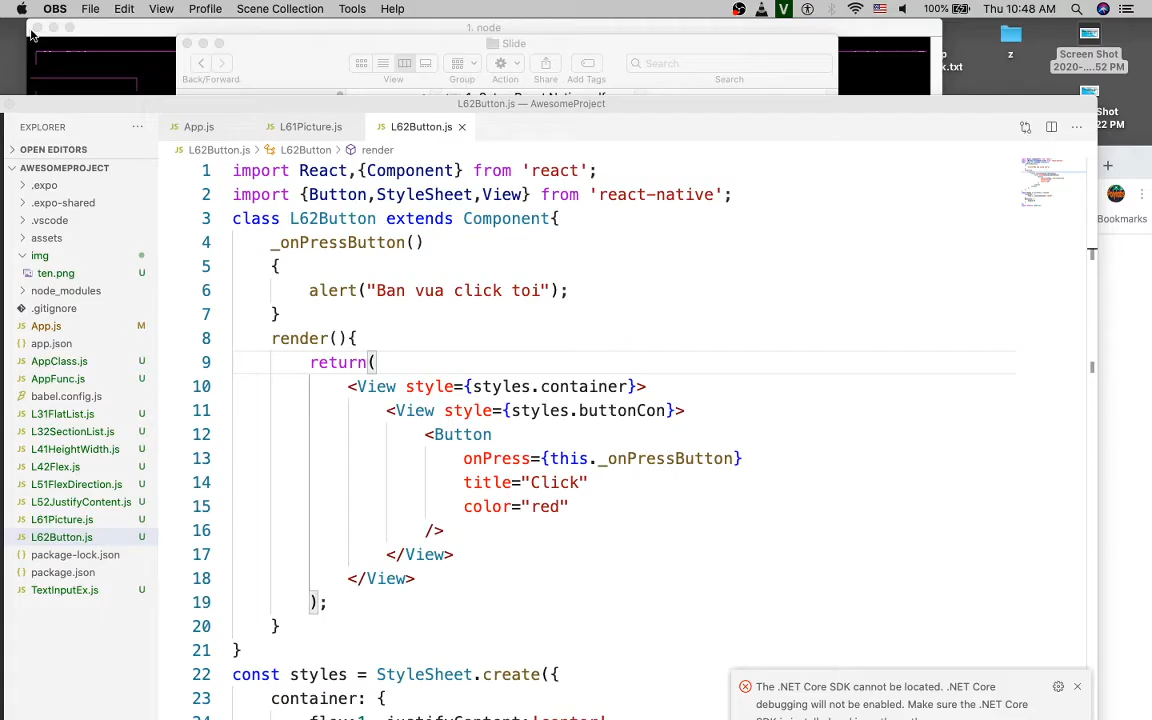 OBS File Edit View Profile Scene Collection Tools Help 100% Thu 10:48 AM
1. node
Slide
Back/Forward View Group Action Share Add Tags Search
Search
z
Screen Shot
2020-....52 PM
L62Button.js — AwesomeProject
EXPLORER
OPEN EDITORS
AWESOMEPROJECT
.expo
.expo-shared
.vscode
assets
img
ten.png U
node_modules
.gitignore
App.js M
app.json
AppClass.js U
AppFunc.js U
babel.config.js
L31FlatList.js U
L32SectionList.js U
L41HeightWidth.js U
L42Flex.js U
L51FlexDirection.js U
L52JustifyContent.js U
L61Picture.js U
L62Button.js U
package-lock.json
package.json
TextInputEx.js U
JS App.js JS L61Picture.js JS L62Button.js
JS L62Button.js > L62Button > render
1 import React,{Component} from 'react';
2 import {Button,StyleSheet,View} from 'react-native';
3 class L62Button extends Component{
4 _onPressButton()
5 {
6 alert("Ban vua click toi");
7 }
8 render(){
9 return(
10 <View style={styles.container}>
11 <View style={styles.buttonCon}>
12 <Button
13 onPress={this._onPressButton}
14 title="Click"
15 color="red"
16 />
17 </View>
18 </View>
19 );
20 }
21 }
22 const styles = StyleSheet.create({
23 container: {
The .NET Core SDK cannot be located. .NET Core
debugging will not be enabled. Make sure the .NET Core
Bookmarks